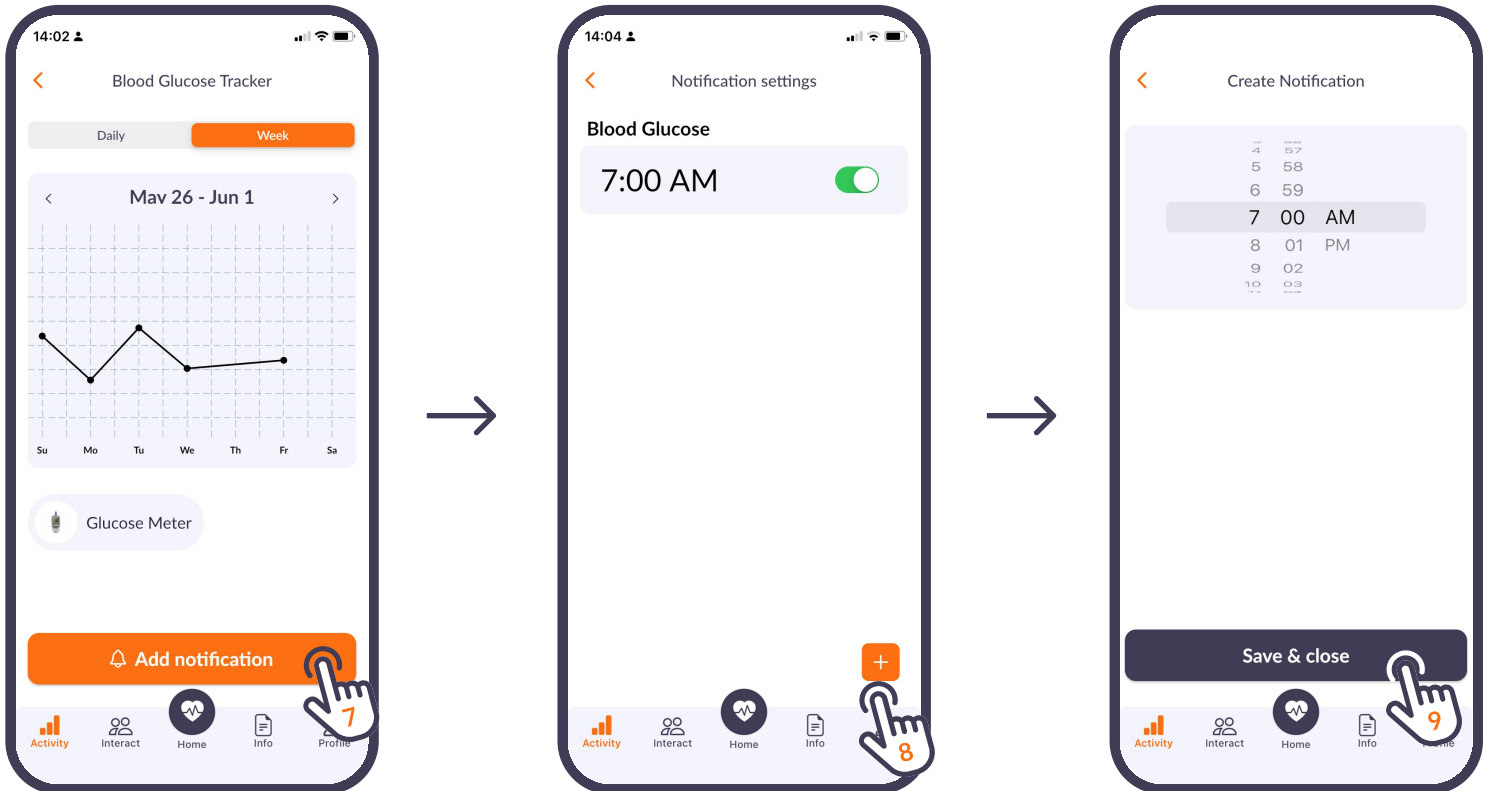 14:02
Blood Glucose Tracker
Daily Week
Mav 26 - Jun 1
Su Mo Tu We Th Fr Sa
Glucose Meter
Add notification
7
Activity Interact Home Info Profile
14:04
Notification settings
Blood Glucose
7:00 AM
+
8
Activity Interact Home Info
Create Notification
4 57
5 58
6 59
7 00 AM
8 01 PM
9 02
10 03
Save & close
9
Activity Interact Home Info